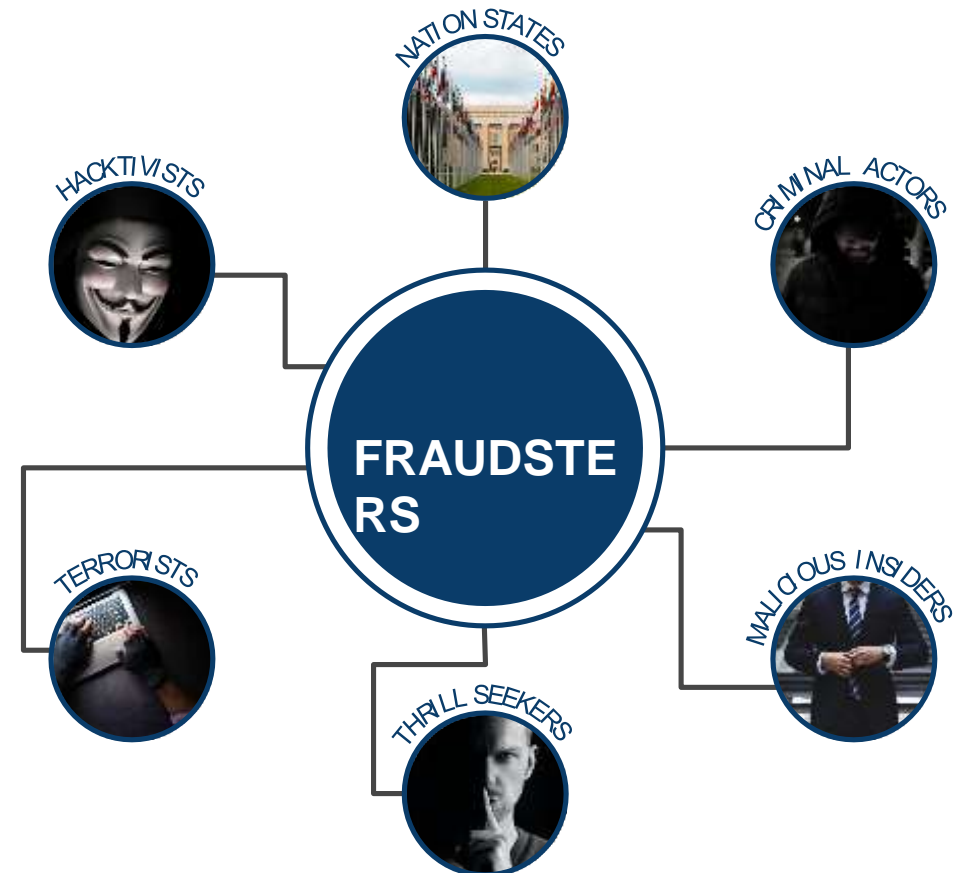 NATION STATES
HACKTIVISTS
CRIMINAL ACTORS
FRAUDSTE
RS
TERRORISTS
MALICIOUS INSIDERS
THRILL SEEKERS